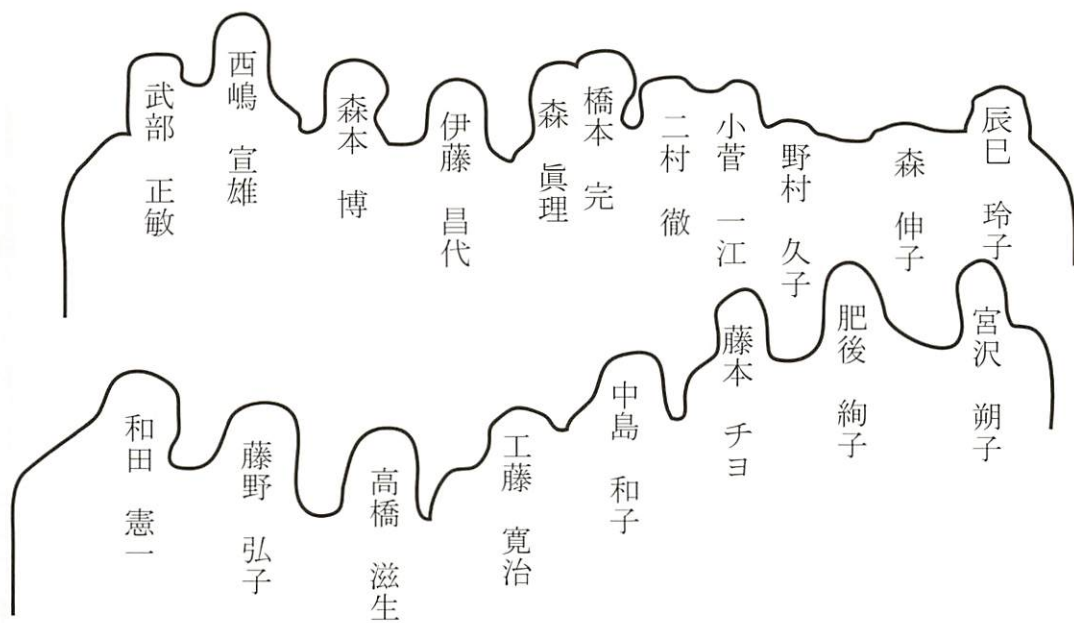 武部 正敏
西嶋 宣雄
森本 博
伊藤 昌代
森 眞理
橋本 完
二村 徹
小菅 一江
野村 久子
森 伸子
辰巳 玲子
和田 憲一
藤野 弘子
高橋 滋生
工藤 寛治
中島 和子
藤本 チヨ
肥後 絢子
宮沢 朔子